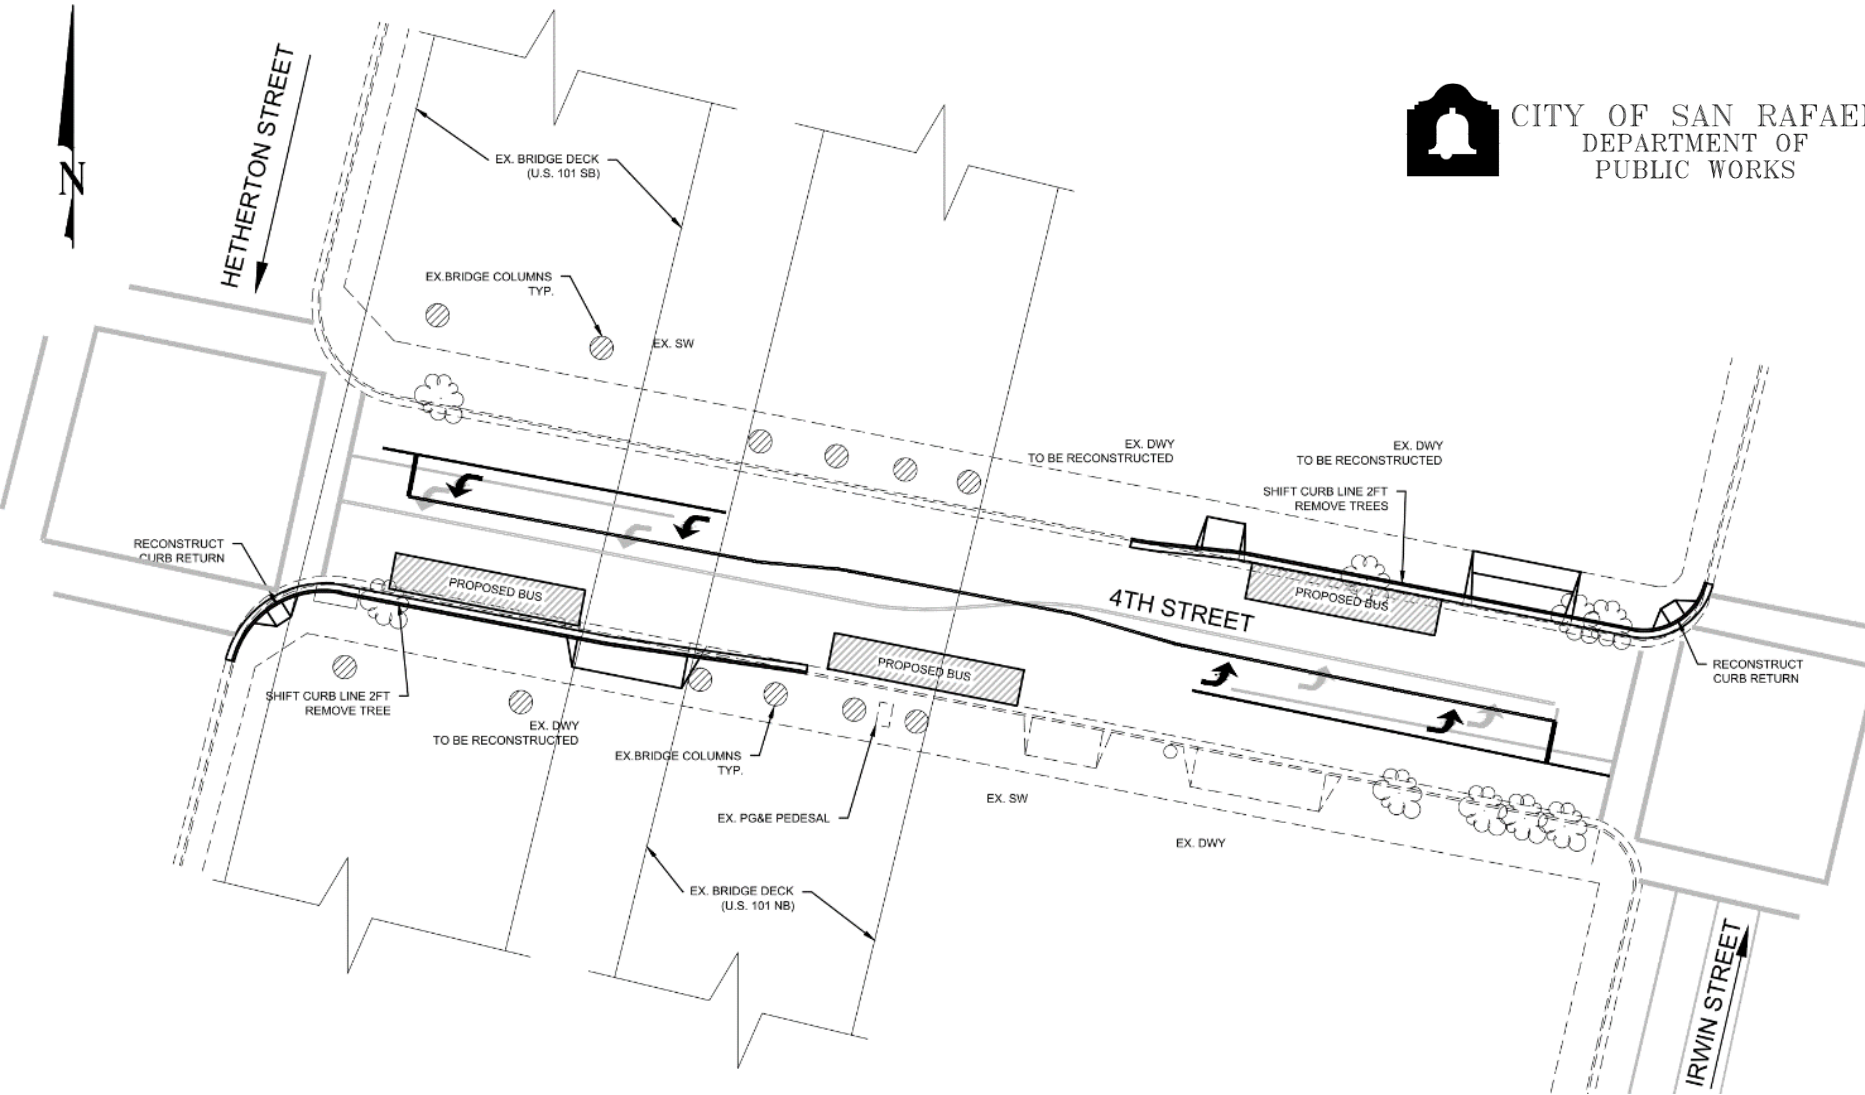 HETHERTON STREET
N
CITY OF SAN RAFAEL
DEPARTMENT OF
PUBLIC WORKS
EX. BRIDGE DECK
(U.S. 101 SB)
EX.BRIDGE COLUMNS
TYP.
EX. SW
EX. DWY
TO BE RECONSTRUCTED
EX. DWY
TO BE RECONSTRUCTED
SHIFT CURB LINE 2FT
REMOVE TREES
RECONSTRUCT
CURB RETURN
PROPOSED BUS
PROPOSED BUS
4TH STREET
PROPOSED BUS
RECONSTRUCT
CURB RETURN
SHIFT CURB LINE 2FT
REMOVE TREE
EX. DWY
TO BE RECONSTRUCTED
EX.BRIDGE COLUMNS
TYP.
EX. PG&E PEDESAL
EX. SW
EX. DWY
EX. BRIDGE DECK
(U.S. 101 NB)
IRWIN STREET